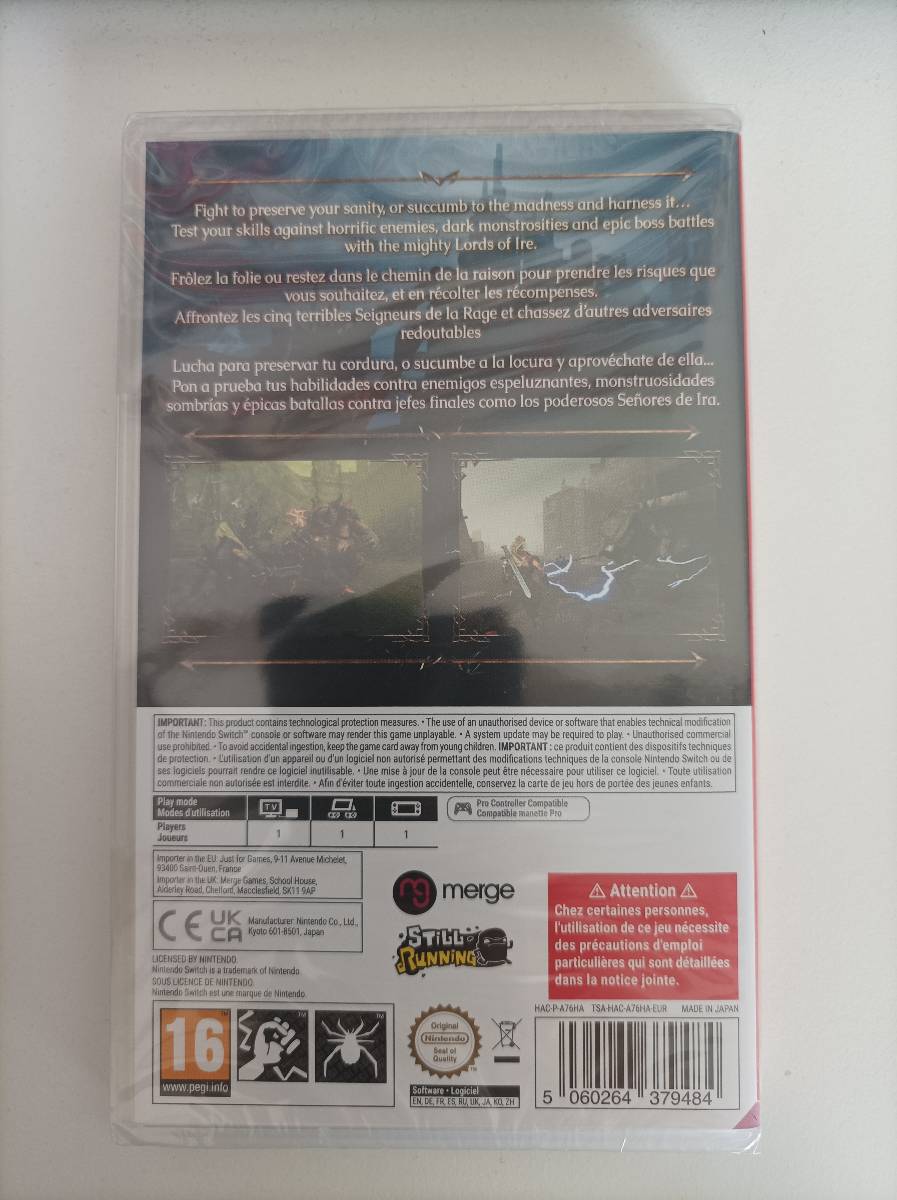 Fight to preserve your sanity, or succumb to the madness and harness it...
Test your skills against horrific enemies, dark monstrosities and epic boss battles
with the mighty Lords of Ire.
Frôlez la folie ou restez dans le chemin de la raison pour prendre les risques que
vous souhaitez, et en récolter les récompenses.
Affrontez les cinq terribles Seigneurs de la Rage et chassez d'autres adversaires
redoutables
Lucha para preservar tu cordura, o sucumbe a la locura y aprovéchate de ella...
Pon a prueba tus habilidades contra enemigos espeluznantes, monstruosidades
sombrías y épicas batallas contra jefes finales como los poderosos Señores de Ira.
IMPORTANT: This product contains technological protection measures. • The use of an unauthorised device or software that enables technical modification
of the Nintendo Switch™ console or software may render this game unplayable. • A system update may be required to play. • Unauthorised commercial
use prohibited. • To avoid accidental ingestion, keep the game card away from young children. IMPORTANT : ce produit contient des dispositifs techniques
de protection. • L'utilisation d'un appareil ou d'un logiciel non autorisé permettant des modifications techniques de la console Nintendo Switch ou de
ses logiciels pourrait rendre ce logiciel inutilisable. • Une mise à jour de la console peut être nécessaire pour utiliser ce logiciel. • Toute utilisation
commerciale non autorisée est interdite. • Afin d'éviter toute ingestion accidentelle, conservez la carte de jeu hors de portée des jeunes enfants.
Play mode
Modes d'utilisation
TV
Pro Controller Compatible
Compatible manette Pro
Players
Joueurs
1 1 1
Importer in the EU: Just for Games, 9-11 Avenue Michelet,
93400 Saint-Ouen, France
Importer in the UK: Merge Games, School House,
Alderley Road, Chelford, Macclesfield, SK11 9AP
merge
CE UK CA
Manufacturer: Nintendo Co., Ltd.,
Kyoto 601-8501, Japan
STILL
RUNNING
⚠ Attention ⚠
Chez certaines personnes,
l'utilisation de ce jeu nécessite
des précautions d'emploi
particulières qui sont détaillées
dans la notice jointe.
LICENSED BY NINTENDO.
Nintendo Switch is a trademark of Nintendo.
SOUS LICENCE DE NINTENDO.
Nintendo Switch est une marque de Nintendo.
HAC-P-A76HA TSA-HAC-A76HA-EUR MADE IN JAPAN
16
www.pegi.info
TM
TM
Original
Nintendo
Seal of
Quality
TM
Software • Logiciel
EN, DE, FR, ES, RU, UK, JA, KO, ZH
5 060264 379484